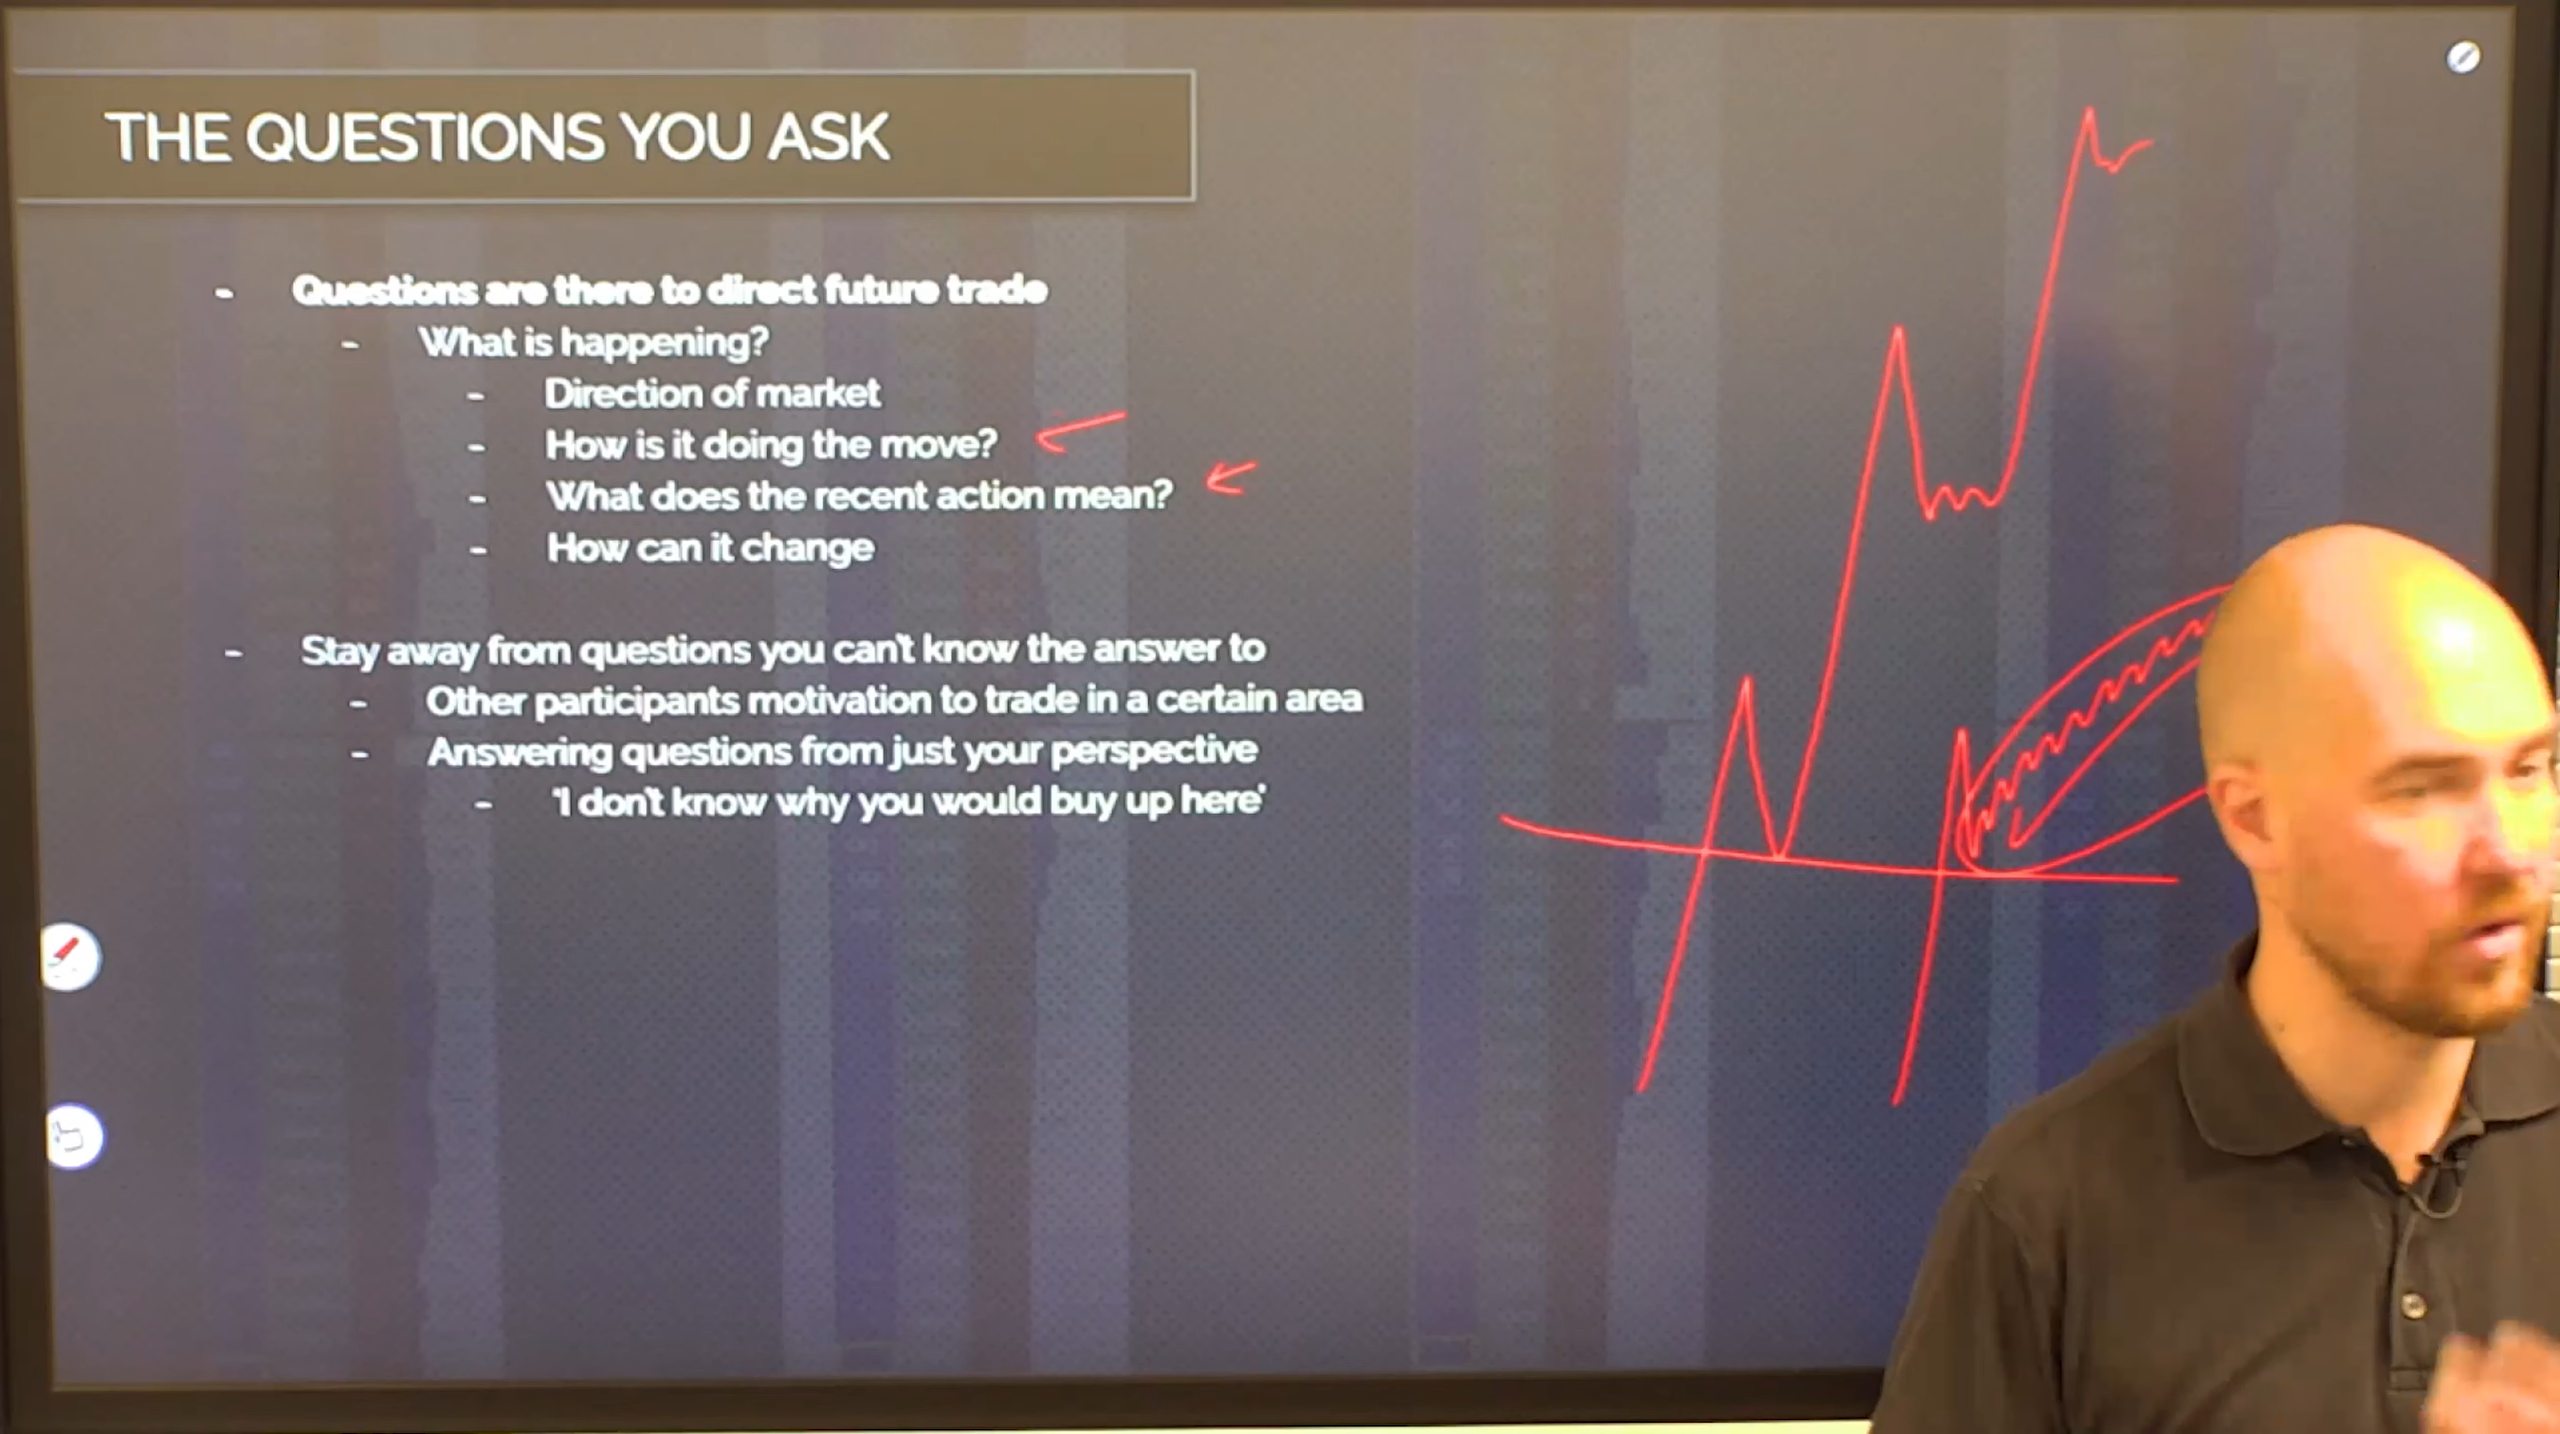 THE QUESTIONS YOU ASK
- Questions are there to direct future trade
- What is happening?
- Direction of market
- How is it doing the move?
- What does the recent action mean?
- How can it change
- Stay away from questions you can't know the answer to
- Other participants motivation to trade in a certain area
- Answering questions from just your perspective
- 'I don't know why you would buy up here'